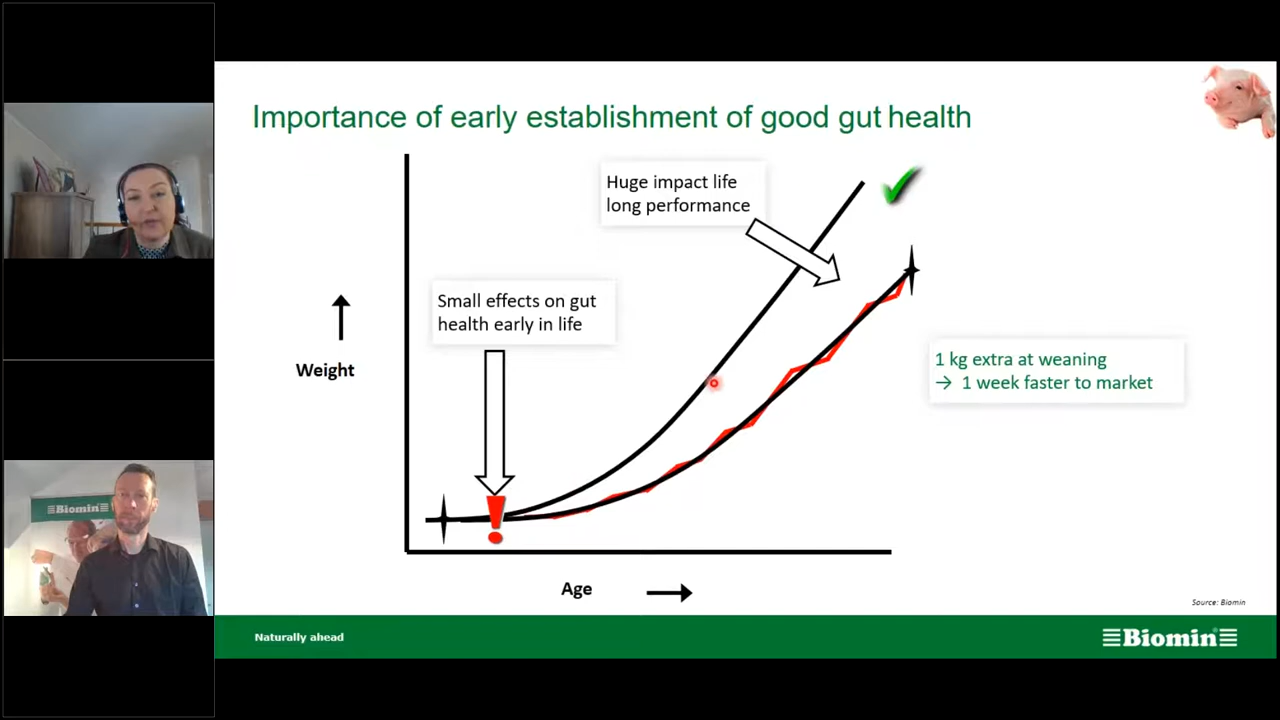 Importance of early establishment of good gut health
Huge impact life
long performance
Small effects on gut
health early in life
Weight
1 kg extra at weaning
→ 1 week faster to market
!
Age
Source: Biomin
Naturally ahead
Biomin
Biomin